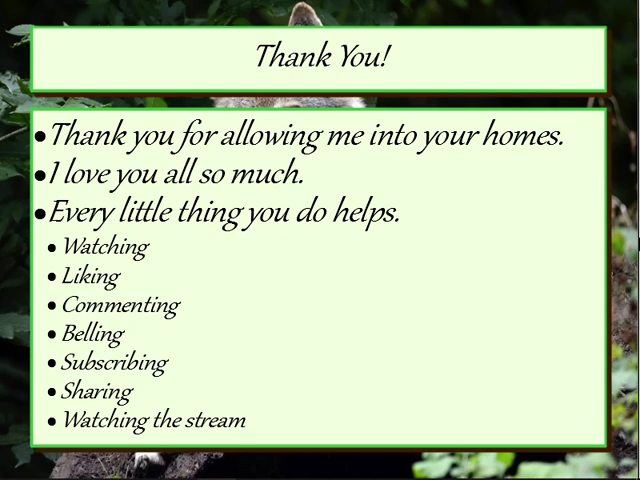 Thank You!
•Thank you for allowing me into your homes.
•I love you all so much.
•Every little thing you do helps.
• Watching
• Liking
• Commenting
• Belling
• Subscribing
• Sharing
• Watching the stream